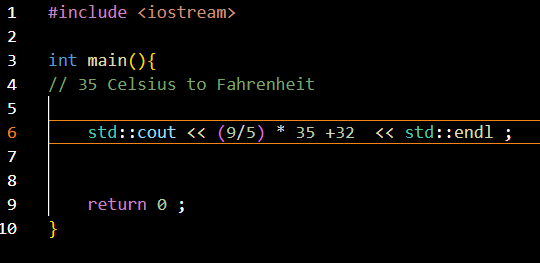 1 #include <iostream>
2
3 int main(){
4 // 35 Celsius to Fahrenheit
5
6     std::cout << (9/5) * 35 +32  << std::endl ;
7
8
9     return 0 ;
10 }